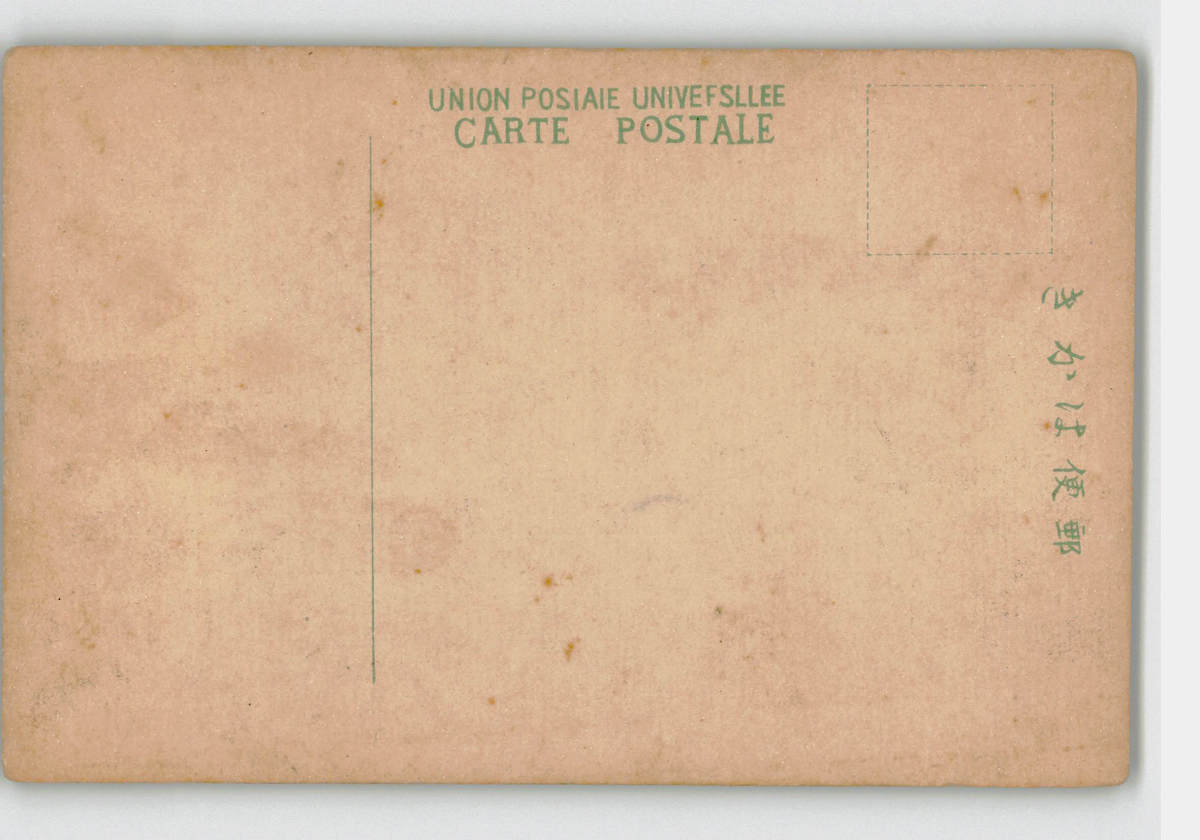 UNION POSIAIE UNIVEFSLLEE
CARTE POSTALE
郵便はかき